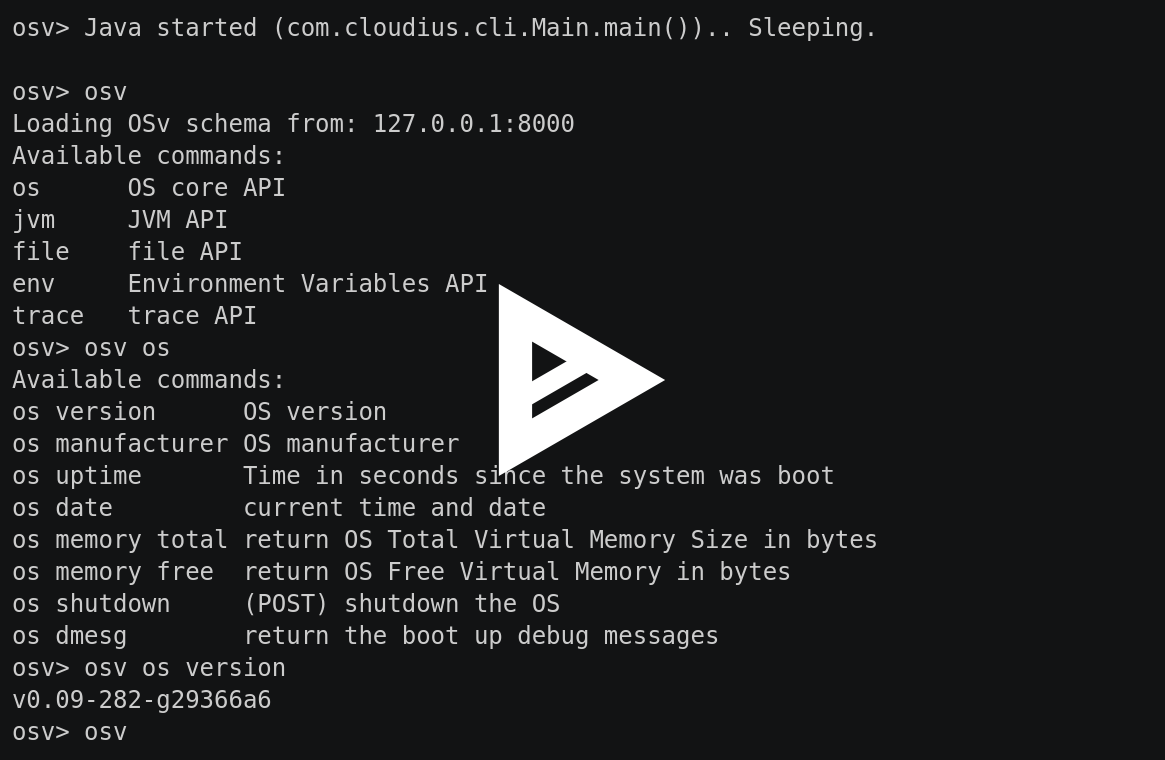 osv> Java started (com.cloudius.cli.Main.main()).. Sleeping.
osv> osv
Loading OSv schema from: 127.0.0.1:8000
Available commands:
os      OS core API
jvm     JVM API
file    file API
env     Environment Variables API
trace   trace API
osv> osv os
Available commands:
os version      OS version
os manufacturer OS manufacturer
os uptime       Time in seconds since the system was boot
os date         current time and date
os memory total return OS Total Virtual Memory Size in bytes
os memory free  return OS Free Virtual Memory in bytes
os shutdown     (POST) shutdown the OS
os dmesg        return the boot up debug messages
osv> osv os version
v0.09-282-g29366a6
osv> osv